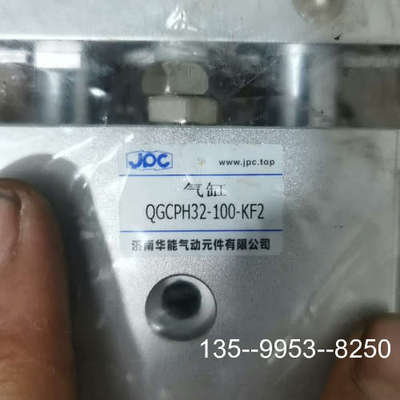 JPC
www.jpc.top
气缸
QGCPH32-100-KF2
济南华能气动元件有限公司
135--9953--8250